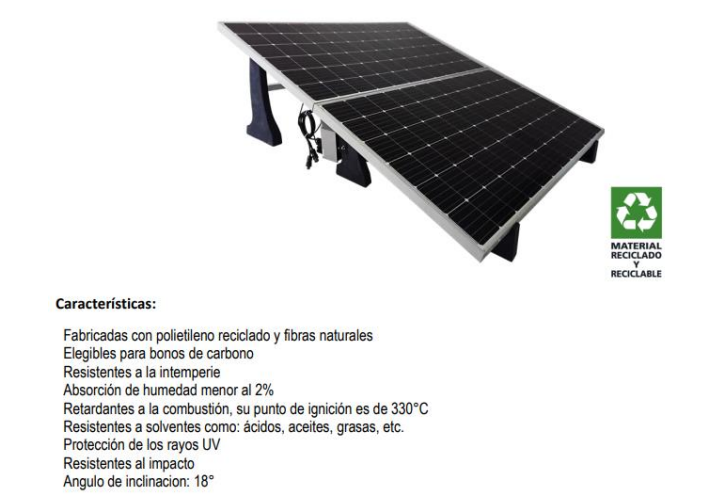 MATERIAL
RECICLADO
Y
RECICLABLE
Características:
Fabricadas con polietileno reciclado y fibras naturales
Elegibles para bonos de carbono
Resistentes a la intemperie
Absorción de humedad menor al 2%
Retardantes a la combustión, su punto de ignición es de 330°C
Resistentes a solventes como: ácidos, aceites, grasas, etc.
Protección de los rayos UV
Resistentes al impacto
Angulo de inclinacion: 18°